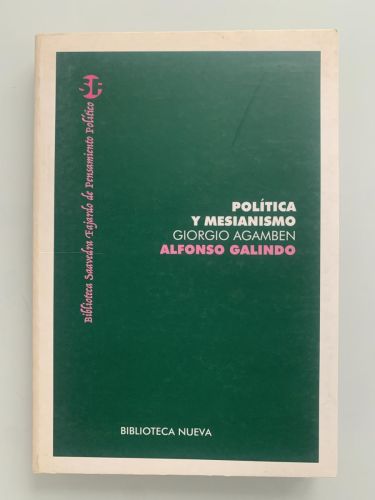 Biblioteca Saavedra Fajardo de Pensamiento Político
POLÍTICA
Y MESIANISMO
GIORGIO AGAMBEN
ALFONSO GALINDO
BIBLIOTECA NUEVA